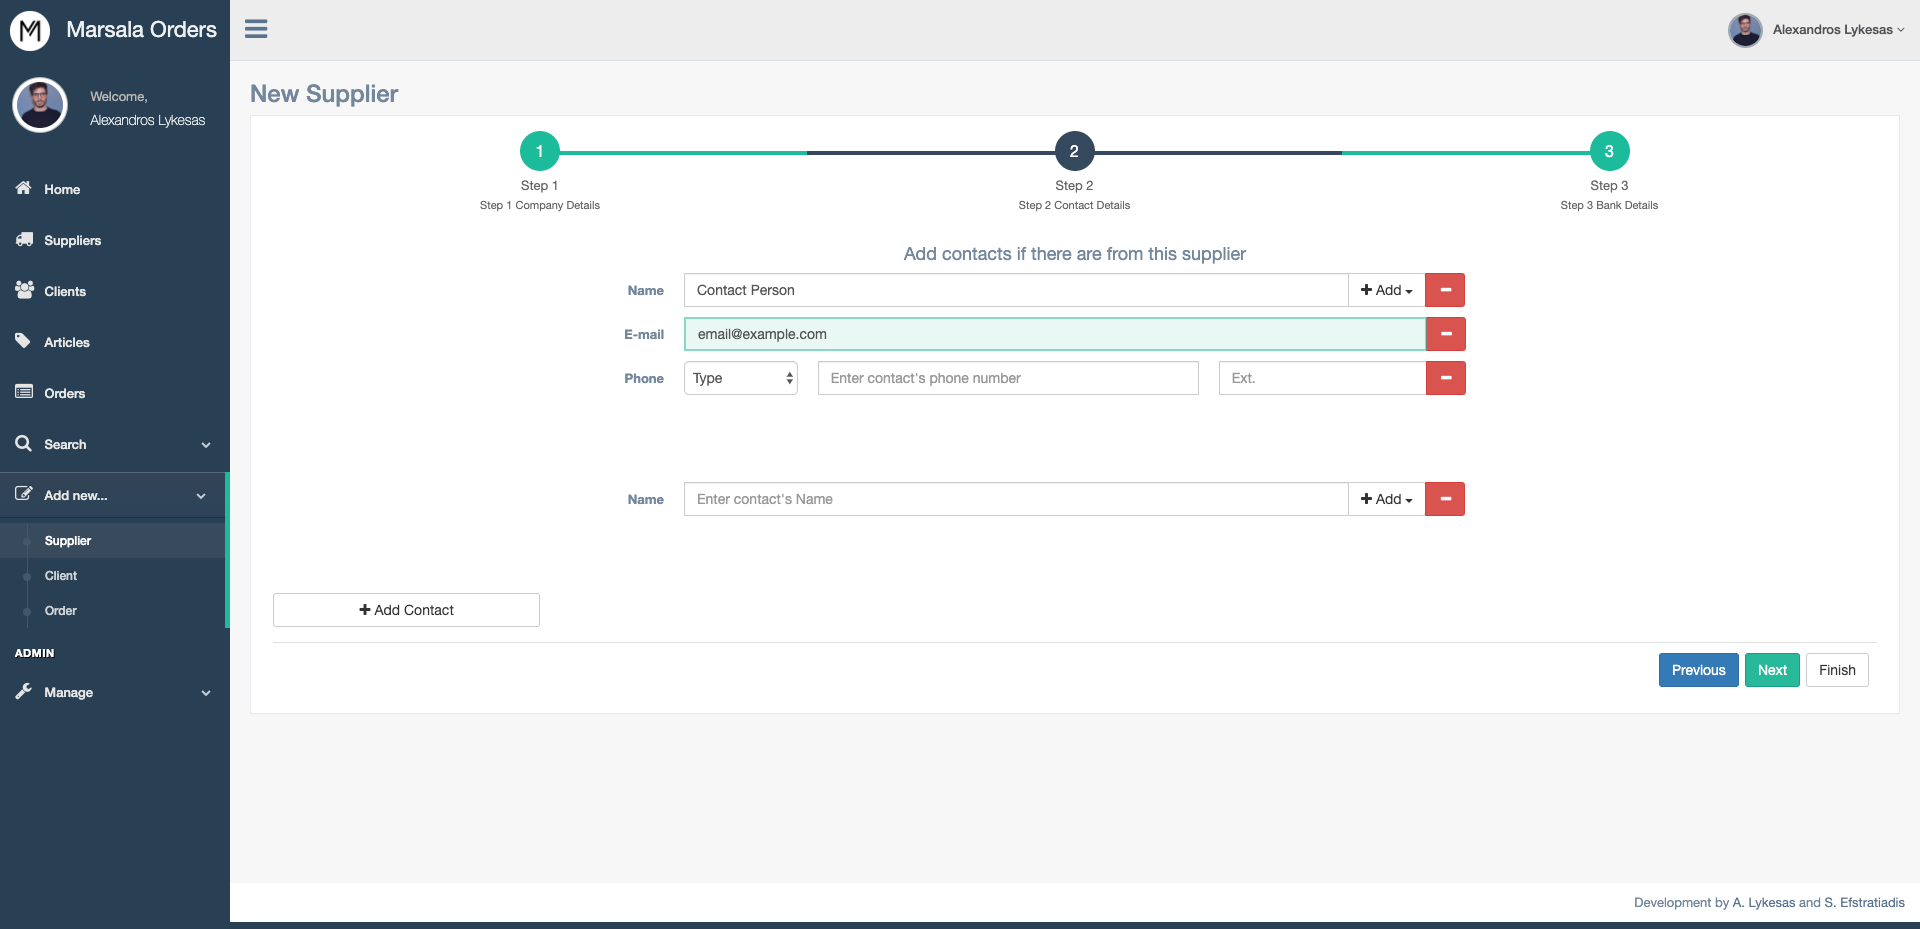 M Marsala Orders
Alexandros Lykesas
Welcome,
Alexandros Lykesas
Home
Suppliers
Clients
Articles
Orders
Search
Add new...
Supplier
Client
Order
ADMIN
Manage
New Supplier
1 2 3
Step 1 Step 2 Step 3
Step 1 Company Details Step 2 Contact Details Step 3 Bank Details
Add contacts if there are from this supplier
Name Contact Person Add
E-mail email@example.com
Phone Type Enter contact's phone number Ext.
Name Enter contact's Name Add
Add Contact
Previous Next Finish
Development by A. Lykesas and S. Efstratiadis